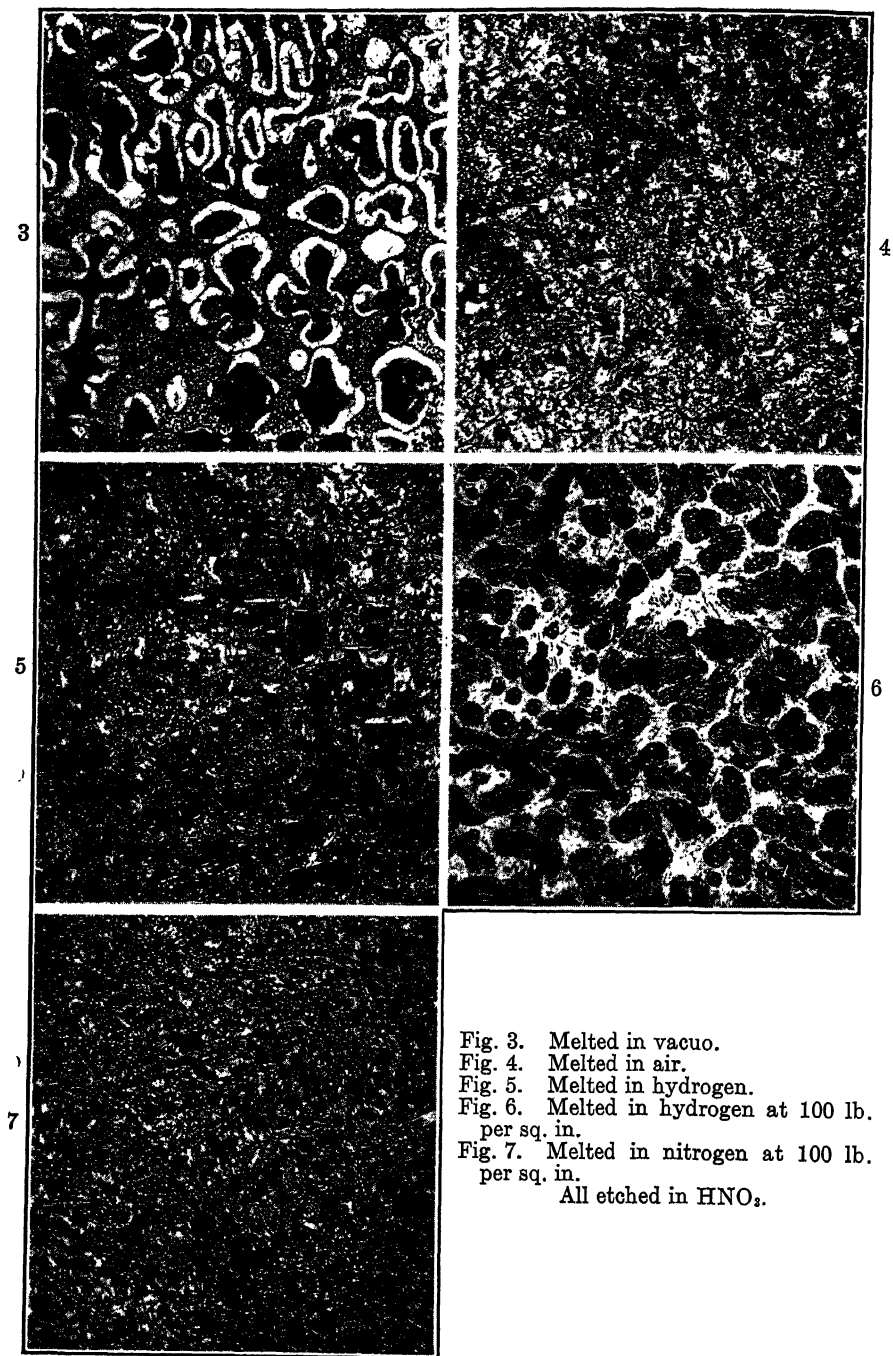 3
4
5
6
7
Fig. 3. Melted in vacuo.
Fig. 4. Melted in air.
Fig. 5. Melted in hydrogen.
Fig. 6. Melted in hydrogen at 100 lb.
per sq. in.
Fig. 7. Melted in nitrogen at 100 lb.
per sq. in.
All etched in HNO₃.